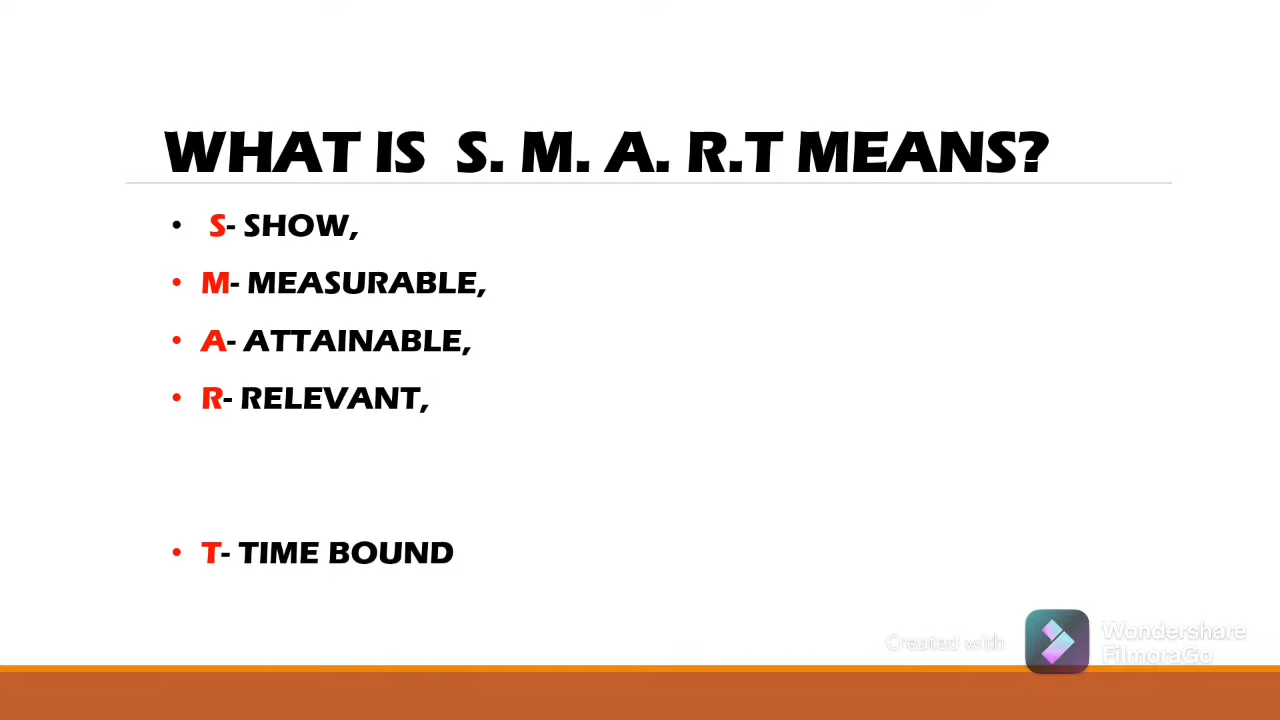 WHAT IS S. M. A. R.T MEANS?
• S- SHOW,
• M- MEASURABLE,
• A- ATTAINABLE,
• R- RELEVANT,
• T- TIME BOUND
Created with
Wondershare
FilmoraGo